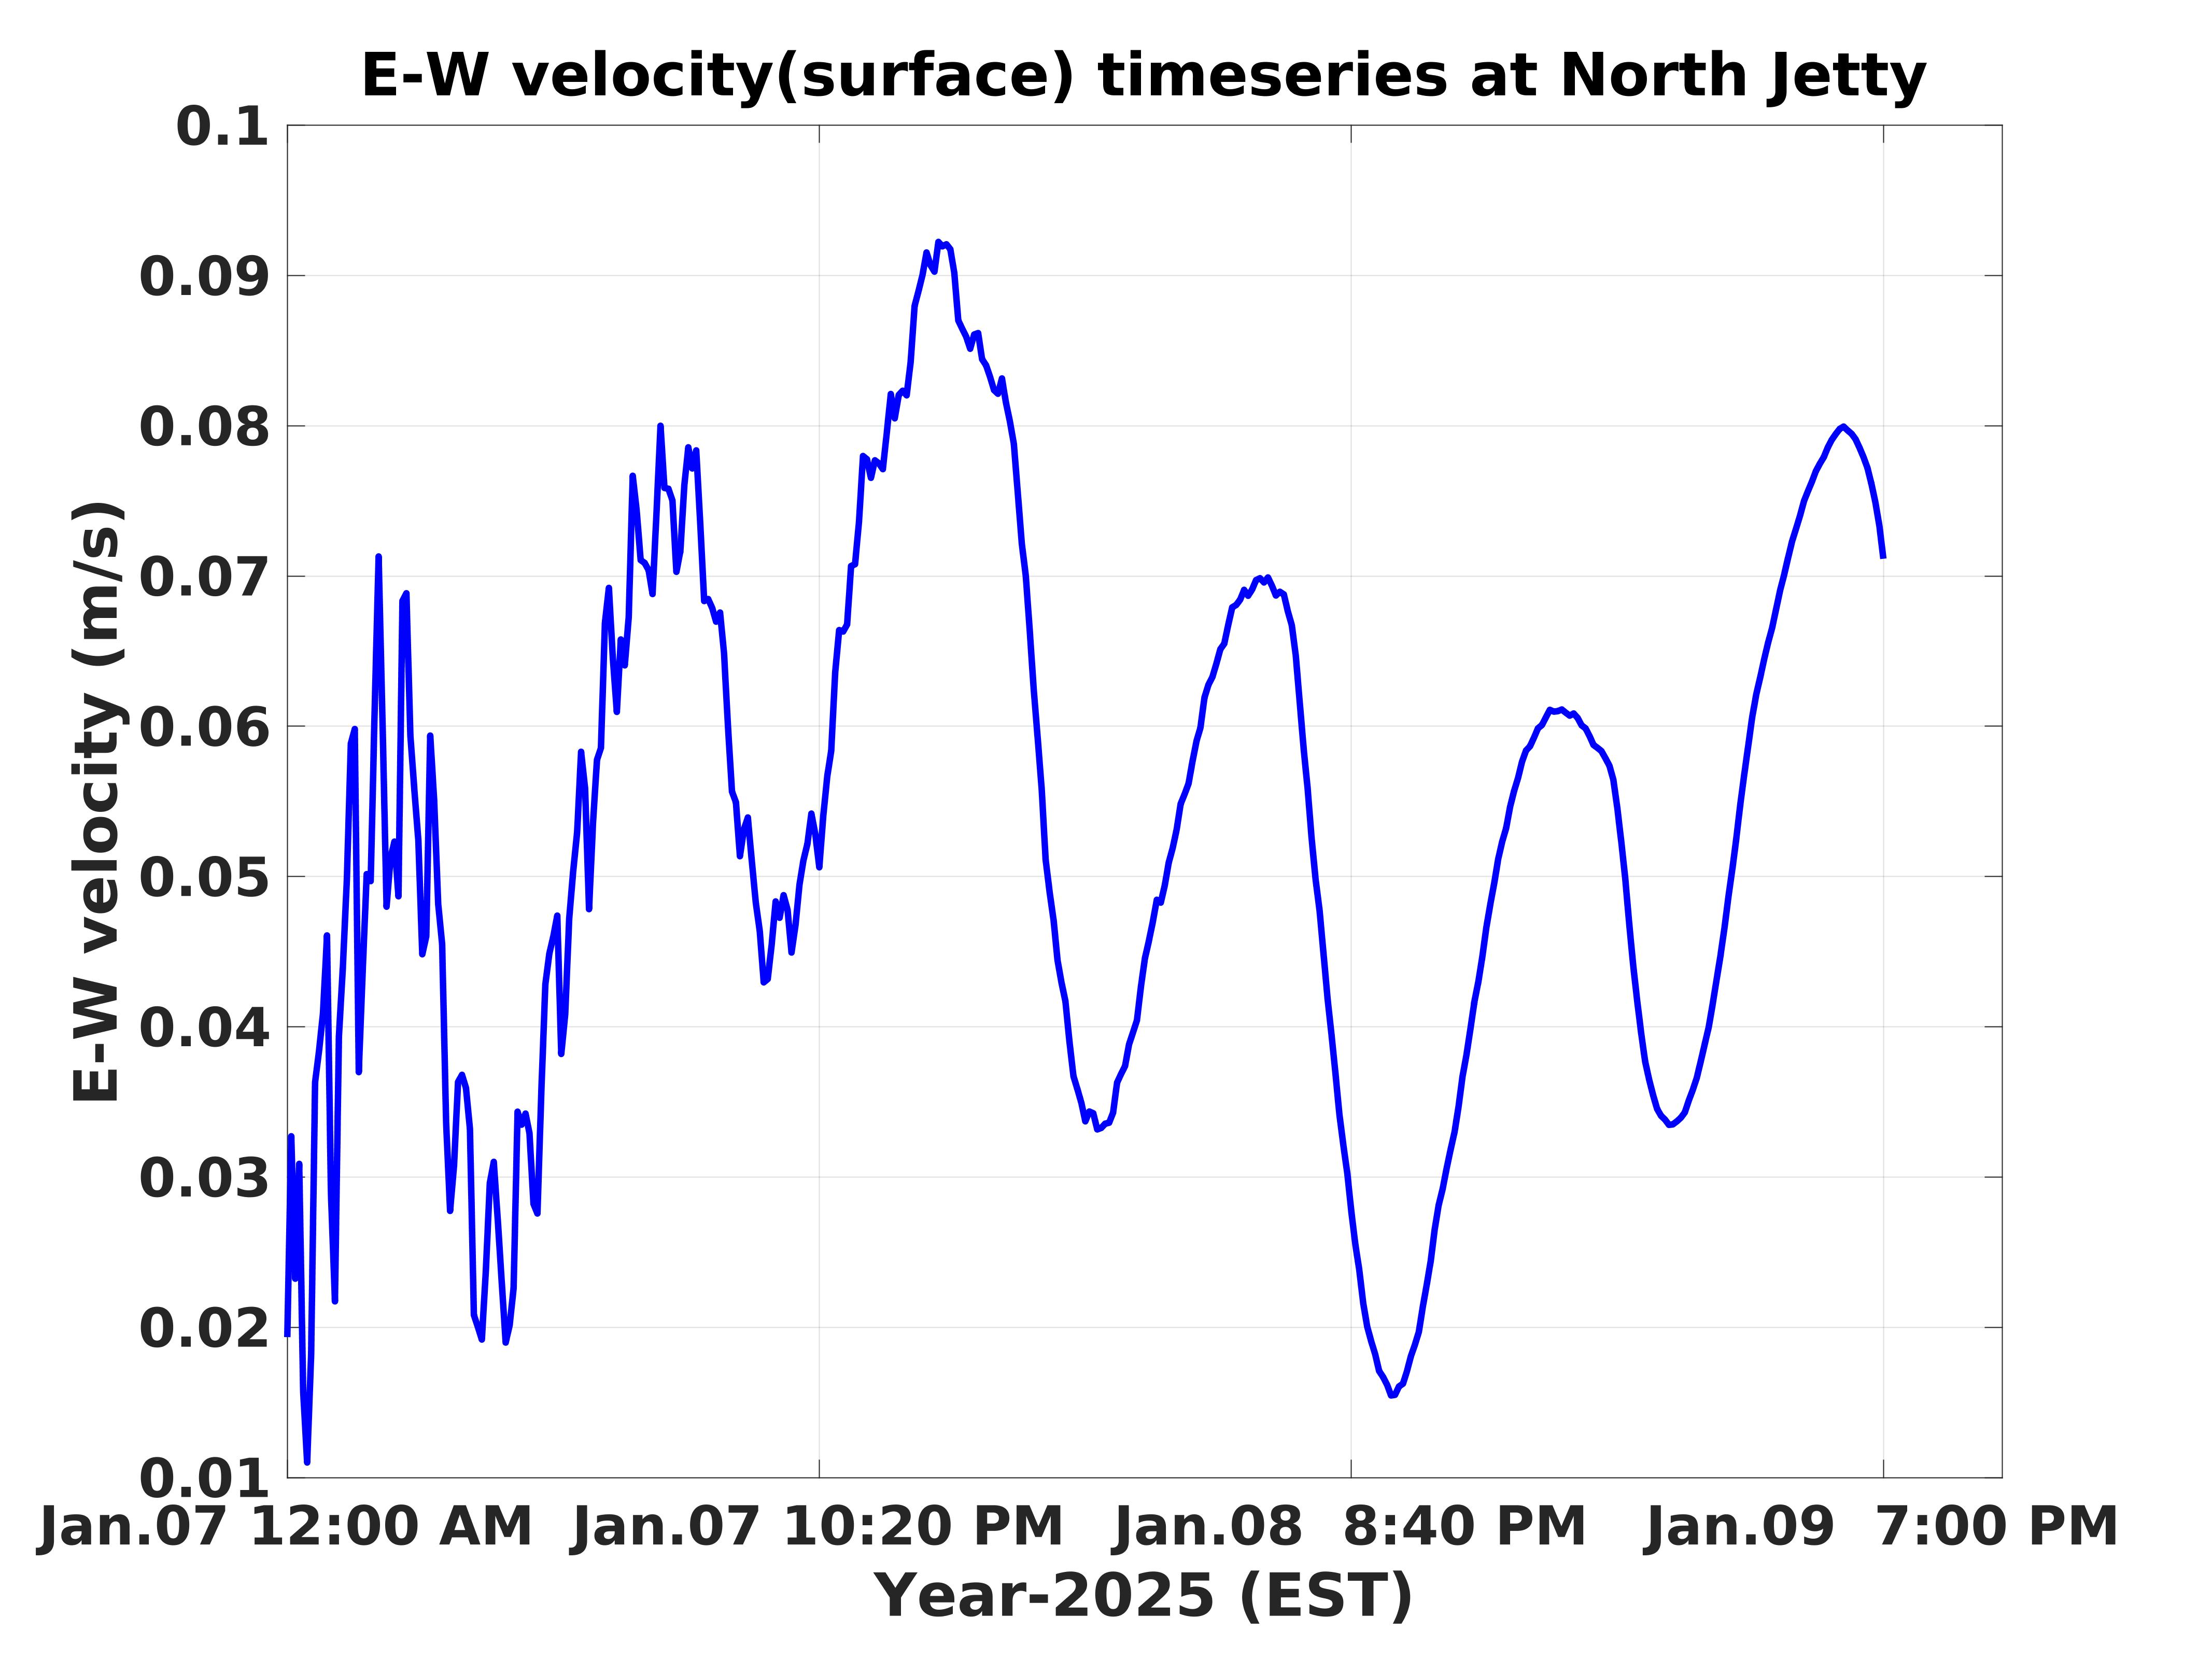 E-W velocity(surface) timeseries at North Jetty
0.1
0.09
0.08
0.07
0.06
0.05
0.04
0.03
0.02
0.01
E-W velocity (m/s)
Jan.07 12:00 AM Jan.07 10:20 PM Jan.08 8:40 PM Jan.09 7:00 PM
Year-2025 (EST)